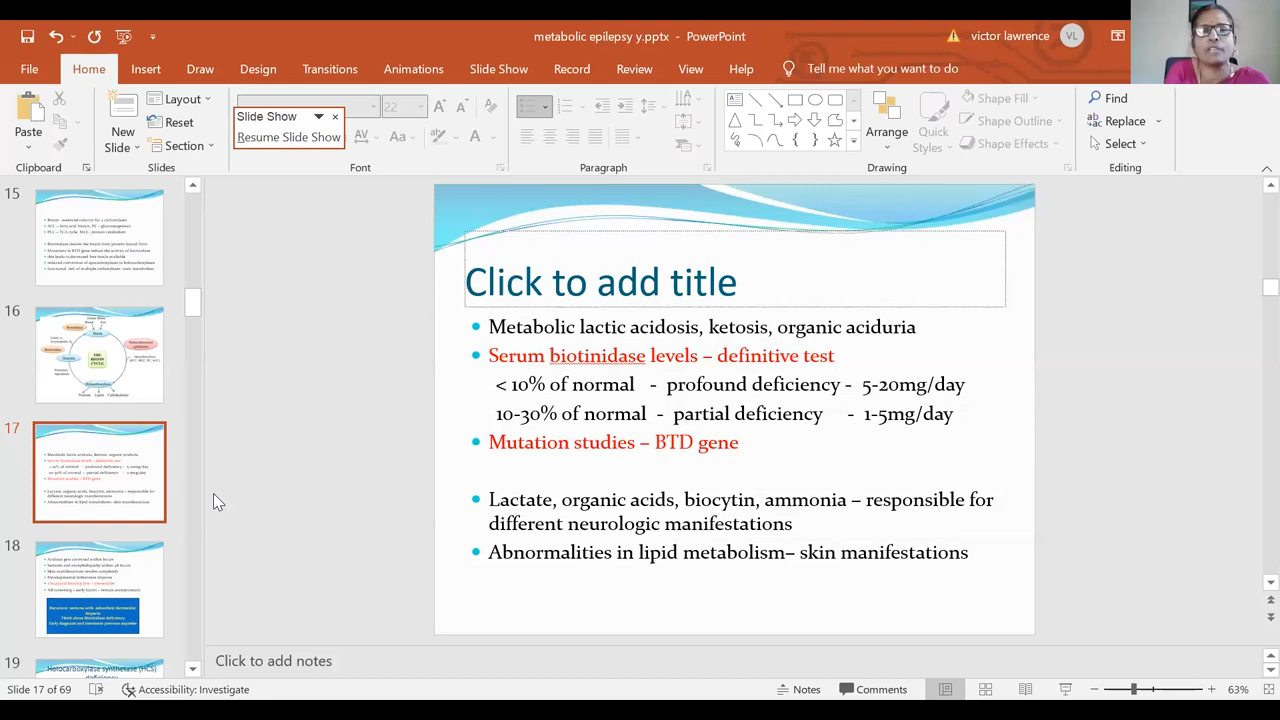 metabolic epilepsy y.pptx - PowerPoint
victor lawrence
VL
File
Home
Insert
Draw
Design
Transitions
Animations
Slide Show
Record
Review
View
Help
Tell me what you want to do
Paste
Clipboard
New
Slide
Layout
Reset
Section
Slides
Slide Show
Resume Slide Show
22
Aa
A
Font
Paragraph
Arrange
Quick
Styles
Shape Fill
Shape Outline
Shape Effects
Drawing
Find
Replace
Select
Editing
15
16
17
18
19
Holocarboxylase synthetase (HCS)
deficiency
Click to add title
Metabolic lactic acidosis, ketosis, organic aciduria
Serum biotinidase levels – definitive test
< 10% of normal - profound deficiency - 5-20mg/day
10-30% of normal - partial deficiency - 1-5mg/day
Mutation studies – BTD gene
Lactate, organic acids, biocytin, ammonia – responsible for
different neurologic manifestations
Abnormalities in lipid metabolism– skin manifestations
Click to add notes
Slide 17 of 69
Accessibility: Investigate
Notes
Comments
63%